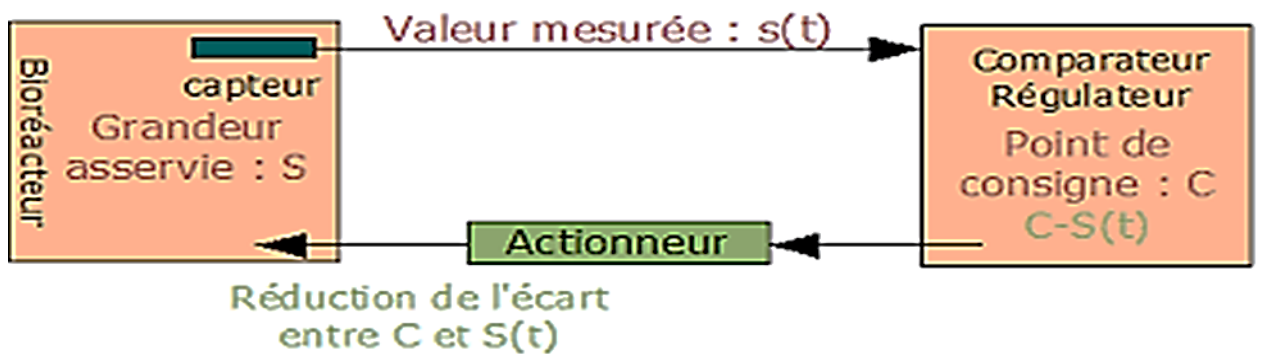 Valeur mesurée : s(t)
Bioréacteur
capteur
Grandeur
asservie : S
Comparateur
Régulateur
Point de
consigne : C
C-S(t)
Actionneur
Réduction de l'écart
entre C et S(t)